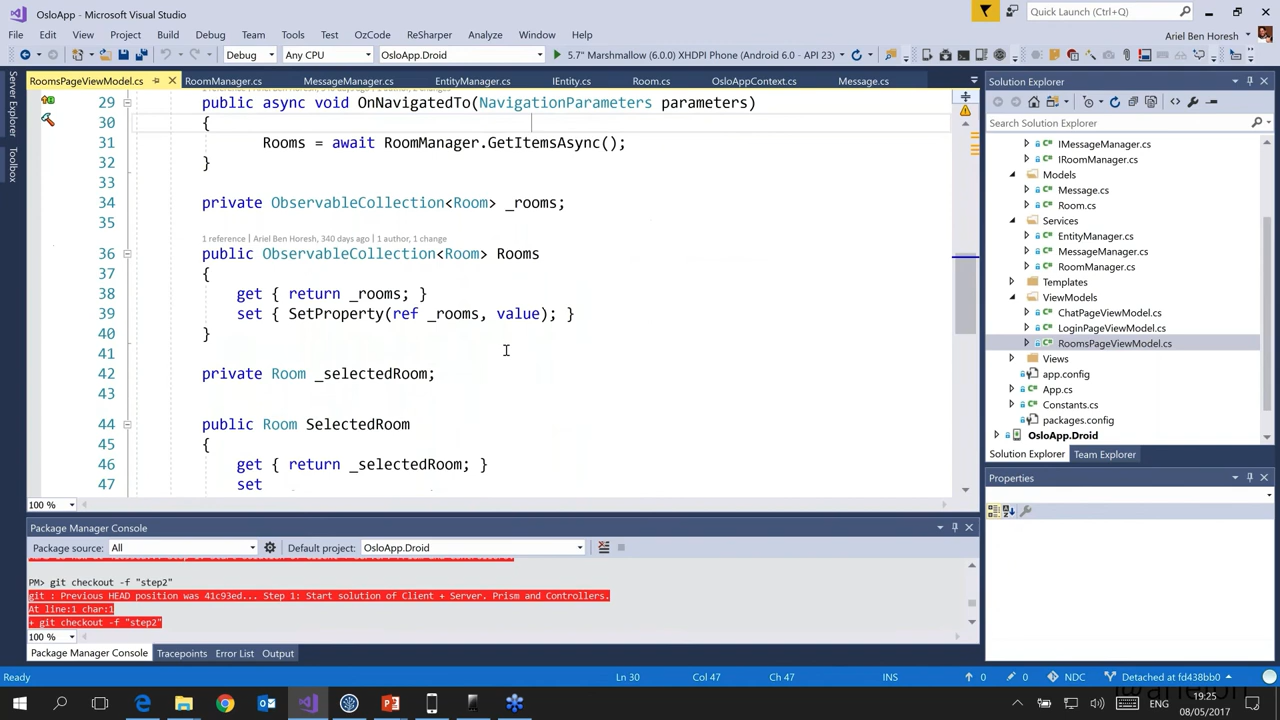 OsloApp - Microsoft Visual Studio
Quick Launch (Ctrl+Q)
File Edit View Project Build Debug Team Tools Test OzCode ReSharper Analyze Window Help
Ariel Ben Horesh
Debug Any CPU OsloApp.Droid 5.7" Marshmallow (6.0.0) XHDPI Phone (Android 6.0 - API 23)
Server Explorer
Toolbox
RoomsPageViewModel.cs RoomManager.cs MessageManager.cs EntityManager.cs IEntity.cs Room.cs OsloAppContext.cs Message.cs
29 public async void OnNavigatedTo(NavigationParameters parameters)
30 {
31 Rooms = await RoomManager.GetItemsAsync();
32 }
33
34 private ObservableCollection<Room> _rooms;
35
1 reference | Ariel Ben Horesh, 340 days ago | 1 author, 1 change
36 public ObservableCollection<Room> Rooms
37 {
38 get { return _rooms; }
39 set { SetProperty(ref _rooms, value); }
40 }
41
42 private Room _selectedRoom;
43
44 public Room SelectedRoom
45 {
46 get { return _selectedRoom; }
47 set
100 %
Solution Explorer
Search Solution Explorer
IMessageManager.cs
IRoomManager.cs
Models
Message.cs
Room.cs
Services
EntityManager.cs
MessageManager.cs
RoomManager.cs
Templates
ViewModels
ChatPageViewModel.cs
LoginPageViewModel.cs
RoomsPageViewModel.cs
Views
app.config
App.cs
Constants.cs
packages.config
OsloApp.Droid
Solution Explorer Team Explorer
Properties
Package Manager Console
Package source: All Default project: OsloApp.Droid
PM> git checkout -f "step2"
git : Previous HEAD position was 41c93ed... Step 1: Start solution of Client + Server. Prism and Controllers.
At line:1 char:1
+ git checkout -f "step2"
100 %
Package Manager Console Tracepoints Error List Output
Ready Ln 30 Col 47 Ch 47 INS 0 0 NDC Detached at fd438bb0
ENG
19:25
08/05/2017